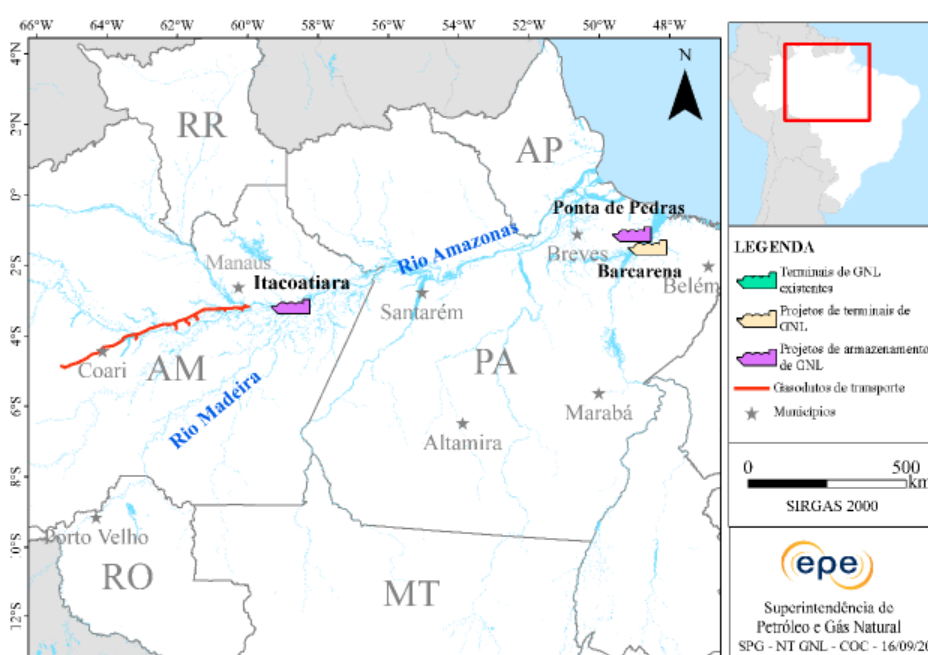 66°W 64°W 62°W 60°W 58°W 56°W 54°W 52°W 50°W 48°W
4°N
2°N
0°
2°S
4°S
6°S
8°S
10°S
12°S
N
RR
AP
Ponta de Pedras
Rio Amazonas
Breves
Barcarena
Belém
Manaus
Itacoatiara
Santarém
Coari
AM
PA
Rio Madeira
Marabá
Altamira
Porto Velho
RO
MT
LEGENDA
Terminais de GNL
existentes
Projetos de terminais de
GNL
Projetos de armazenamento
de GNL
Gasodutos de transporte
Municípios
0 500
km
SIRGAS 2000
epe
Superintendência de
Petróleo e Gás Natural
SPG - NT GNL - COC - 16/09/20